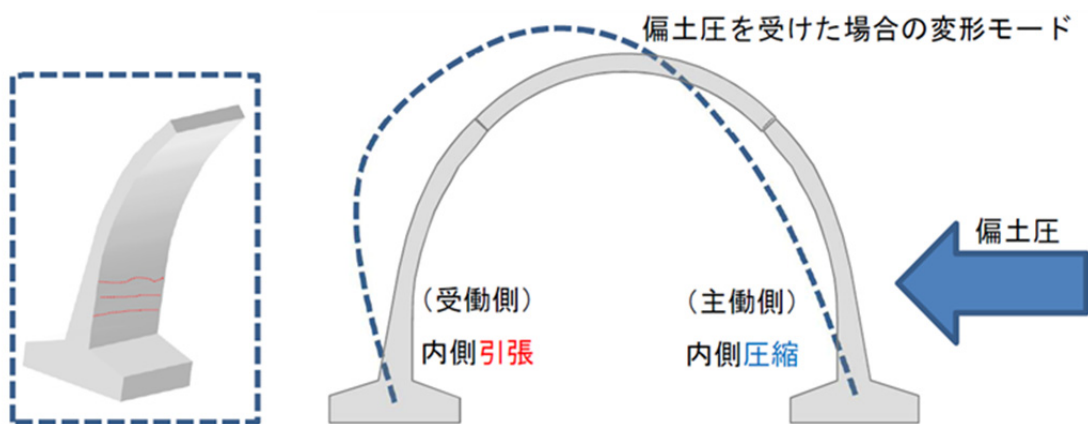 偏土圧を受けた場合の変形モード
偏土圧
（受働側）
内側引張
（主働側）
内側圧縮